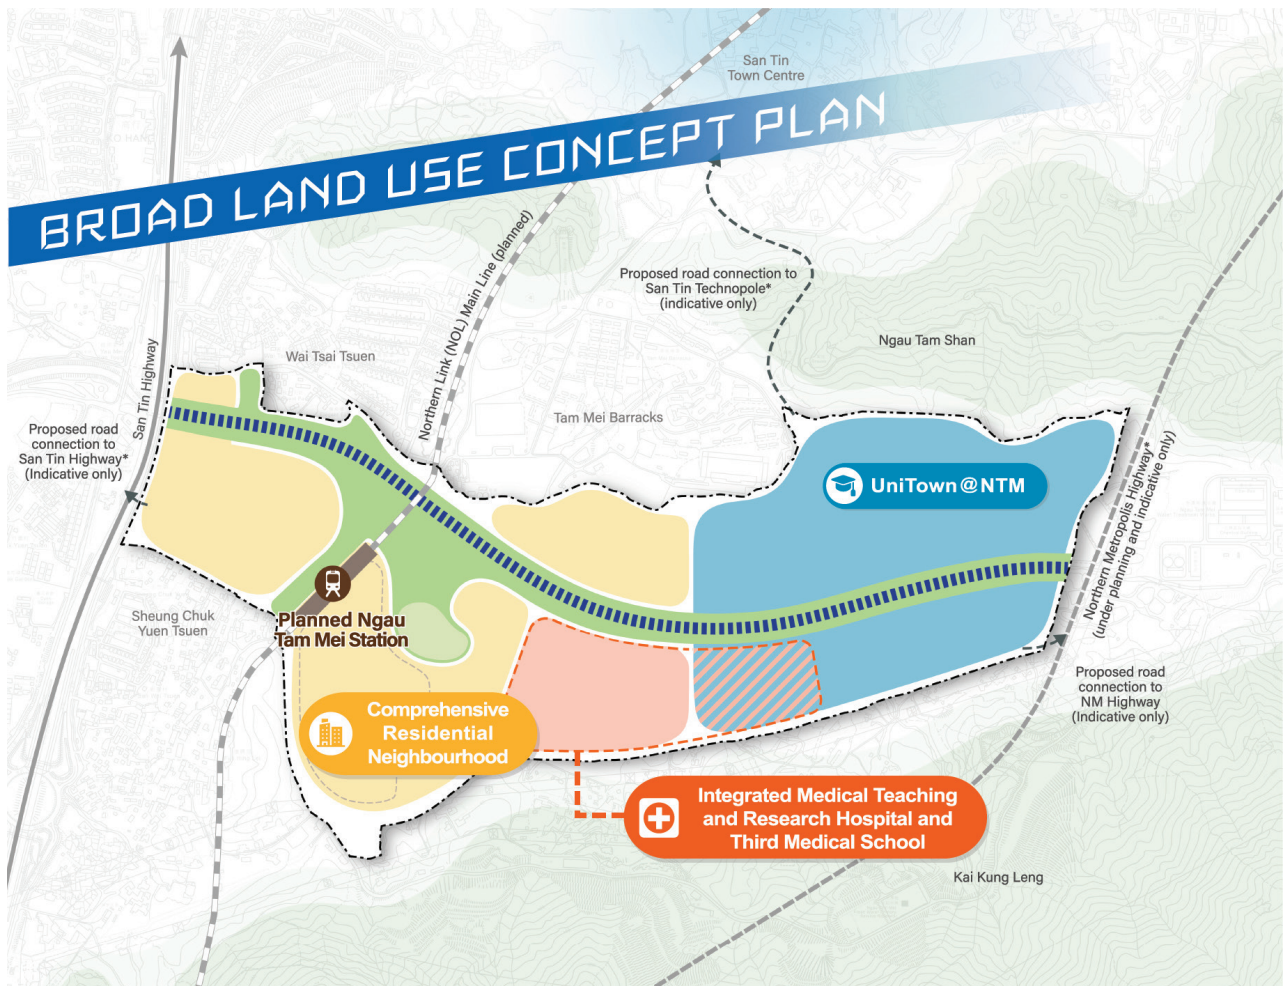 San Tin
Town Centre
BROAD LAND USE CONCEPT PLAN
Northern Link (NOL) Main Line (planned)
Proposed road connection to
San Tin Technopole*
(indicative only)
Ngau Tam Shan
San Tin Highway
Wai Tsai Tsuen
Tam Mei Barracks
Proposed road
connection to
San Tin Highway*
(Indicative only)
UniTown@NTM
Northern Metropolis Highway*
(under planning and indicative only)
Sheung Chuk
Yuen Tsuen
Planned Ngau
Tam Mei Station
Proposed road
connection to
NM Highway
(Indicative only)
Comprehensive
Residential
Neighbourhood
Integrated Medical Teaching
and Research Hospital and
Third Medical School
Kai Kung Leng